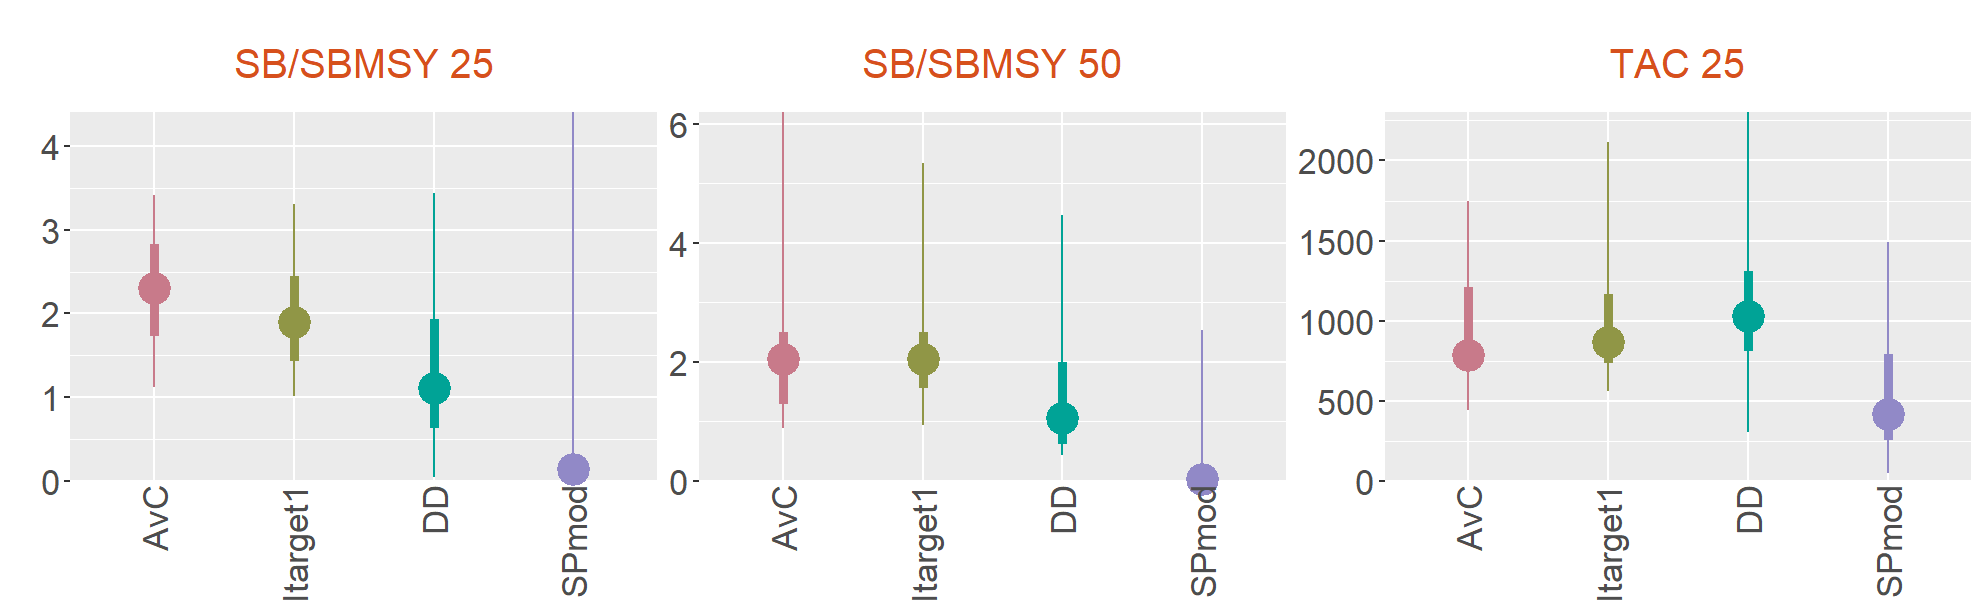 SB/SBMSY 25
4
3
2
1
0
AvC
Itarget1
DD
SPmod
SB/SBMSY 50
6
4
2
0
AvC
Itarget1
DD
SPmod
TAC 25
2000
1500
1000
500
0
AvC
Itarget1
DD
SPmod